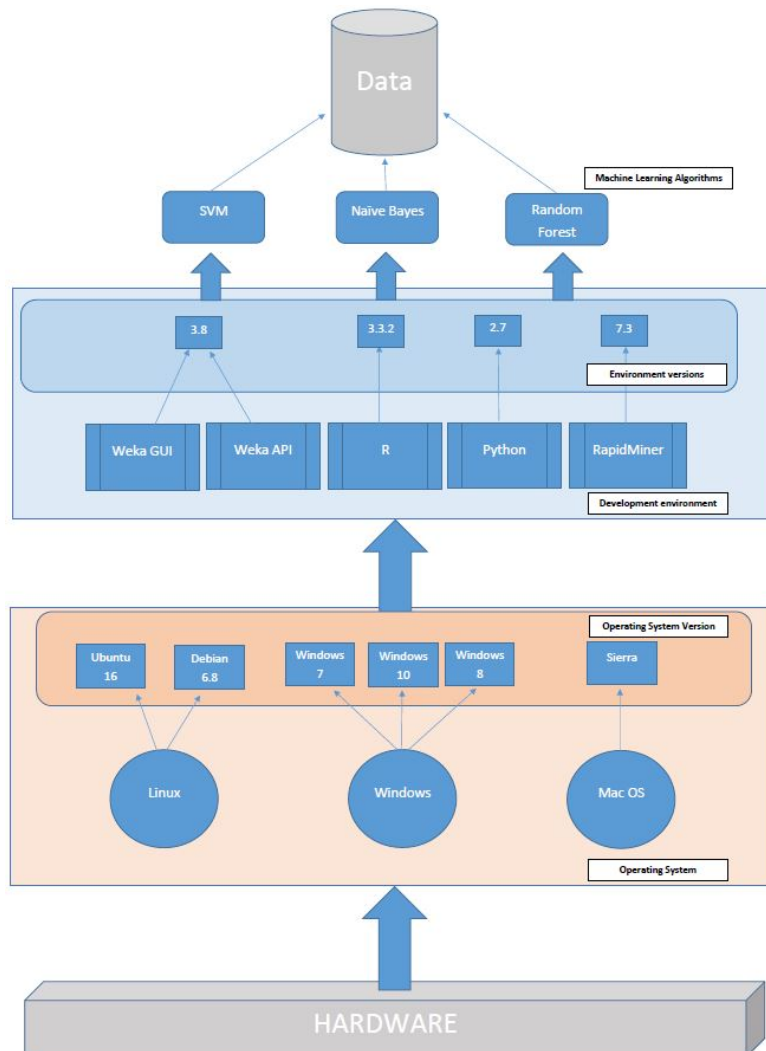 Data
Machine Learning Algorithms
SVM
Naïve Bayes
Random
Forest
3.8
3.3.2
2.7
7.3
Environment versions
Weka GUI
Weka API
R
Python
RapidMiner
Development environment
Operating System Version
Ubuntu
16
Debian
6.8
Windows
7
Windows
10
Windows
8
Sierra
Linux
Windows
Mac OS
Operating System
HARDWARE